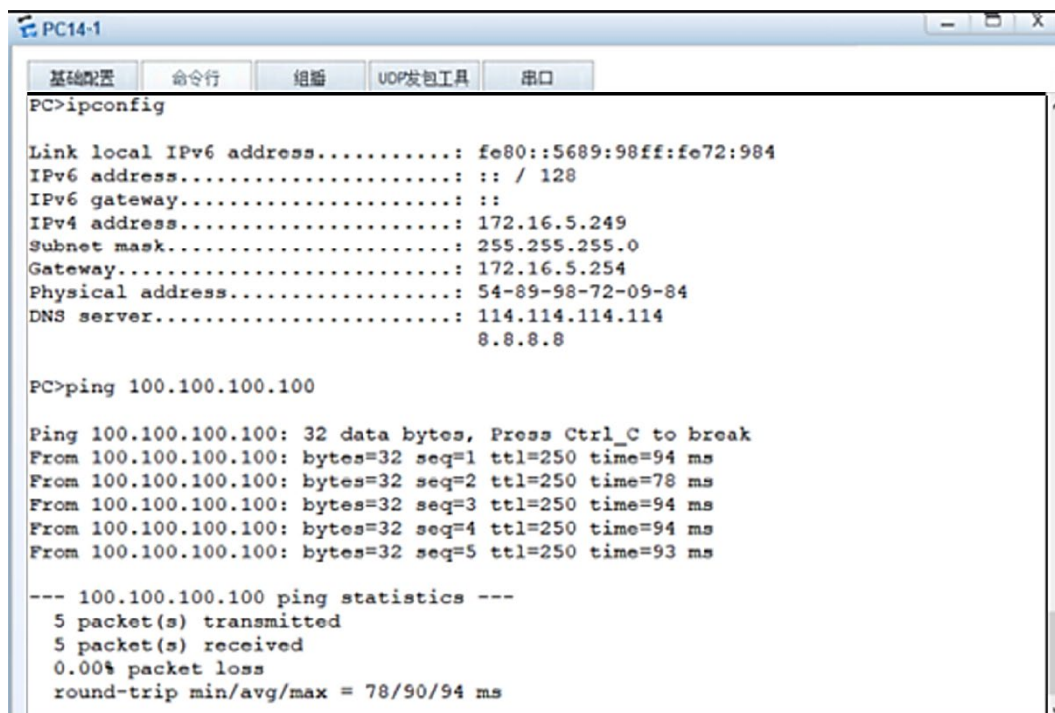 PC14-1
基础配置 命令行 组播 UDP发包工具 串口
PC>ipconfig
Link local IPv6 address...........: fe80::5689:98ff:fe72:984
IPv6 address......................: :: / 128
IPv6 gateway......................: ::
IPv4 address......................: 172.16.5.249
Subnet mask.......................: 255.255.255.0
Gateway...........................: 172.16.5.254
Physical address..................: 54-89-98-72-09-84
DNS server........................: 114.114.114.114
8.8.8.8
PC>ping 100.100.100.100
Ping 100.100.100.100: 32 data bytes, Press Ctrl_C to break
From 100.100.100.100: bytes=32 seq=1 ttl=250 time=94 ms
From 100.100.100.100: bytes=32 seq=2 ttl=250 time=78 ms
From 100.100.100.100: bytes=32 seq=3 ttl=250 time=94 ms
From 100.100.100.100: bytes=32 seq=4 ttl=250 time=94 ms
From 100.100.100.100: bytes=32 seq=5 ttl=250 time=93 ms
--- 100.100.100.100 ping statistics ---
5 packet(s) transmitted
5 packet(s) received
0.00% packet loss
round-trip min/avg/max = 78/90/94 ms